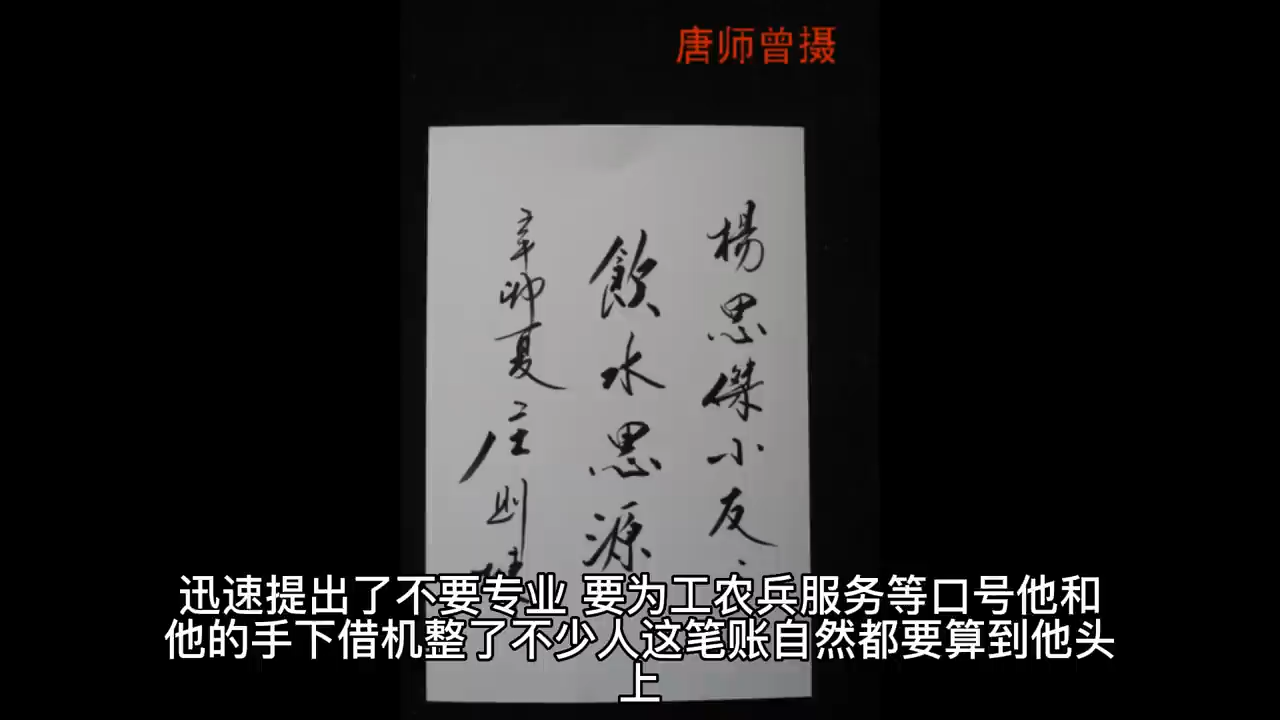 唐师曾摄
楊思傑小友
飲水思源
辛卯夏庄则
迅速提出了不要专业 要为工农兵服务等口号他和
他的手下借机整了不少人这笔账自然都要算到他头
上